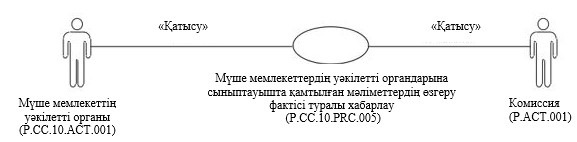 «Қатысу»
«Қатысу»
Мүше мемлекеттің
уәкілетті органы
(P.CC.10.ACT.001)
Мүше мемлекеттердің уәкілетті органдарына
сыныптауышта қамтылған мәліметтердің өзгеру
фактісі туралы хабарлау
(P.CC.10.PRC.005)
Комиссия
(P.ACT.001)